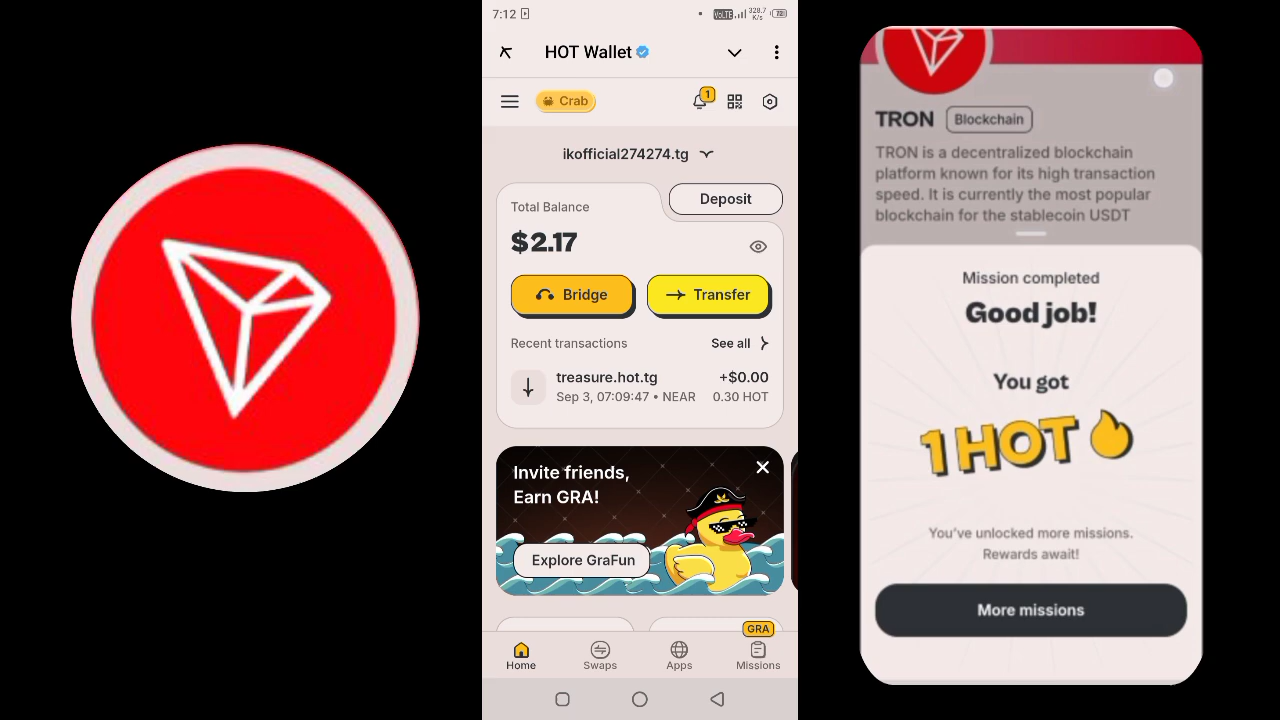 7:12
VoLTE
328.7
K/s
HOT Wallet
Crab
1
ikofficial274274.tg
Total Balance
Deposit
$2.17
Bridge
Transfer
Recent transactions
See all
treasure.hot.tg
+$0.00
Sep 3, 07:09:47 • NEAR
0.30 HOT
Invite friends,
Earn GRA!
Explore GraFun
GRA
Home
Swaps
Apps
Missions
TRON
Blockchain
TRON is a decentralized blockchain
platform known for its high transaction
speed. It is currently the most popular
blockchain for the stablecoin USDT
Mission completed
Good job!
You got
1 HOT
You've unlocked more missions.
Rewards await!
More missions